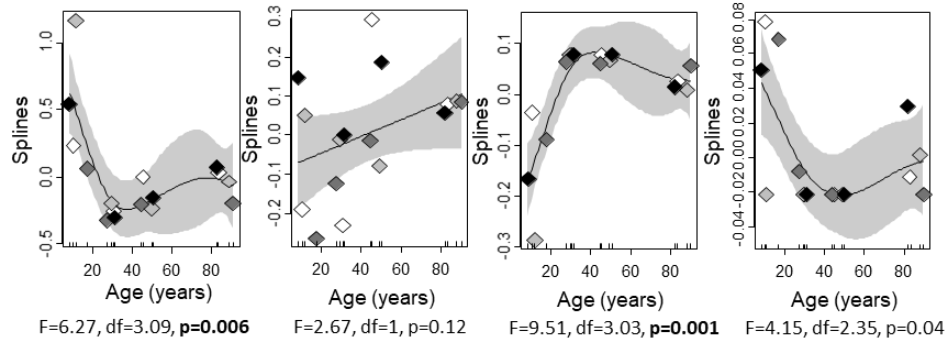 Splines
1.0
0.5
0.0
-0.5
20 40 60 80
Age (years)
F=6.27, df=3.09, p=0.006
Splines
0.3
0.2
0.1
0.0
-0.1
-0.2
20 40 60 80
Age (years)
F=2.67, df=1, p=0.12
Splines
0.1
0.0
-0.1
-0.2
-0.3
20 40 60 80
Age (years)
F=9.51, df=3.03, p=0.001
Splines
0.08
0.06
0.04
0.02
0.00
-0.02
-0.04
20 40 60 80
Age (years)
F=4.15, df=2.35, p=0.04